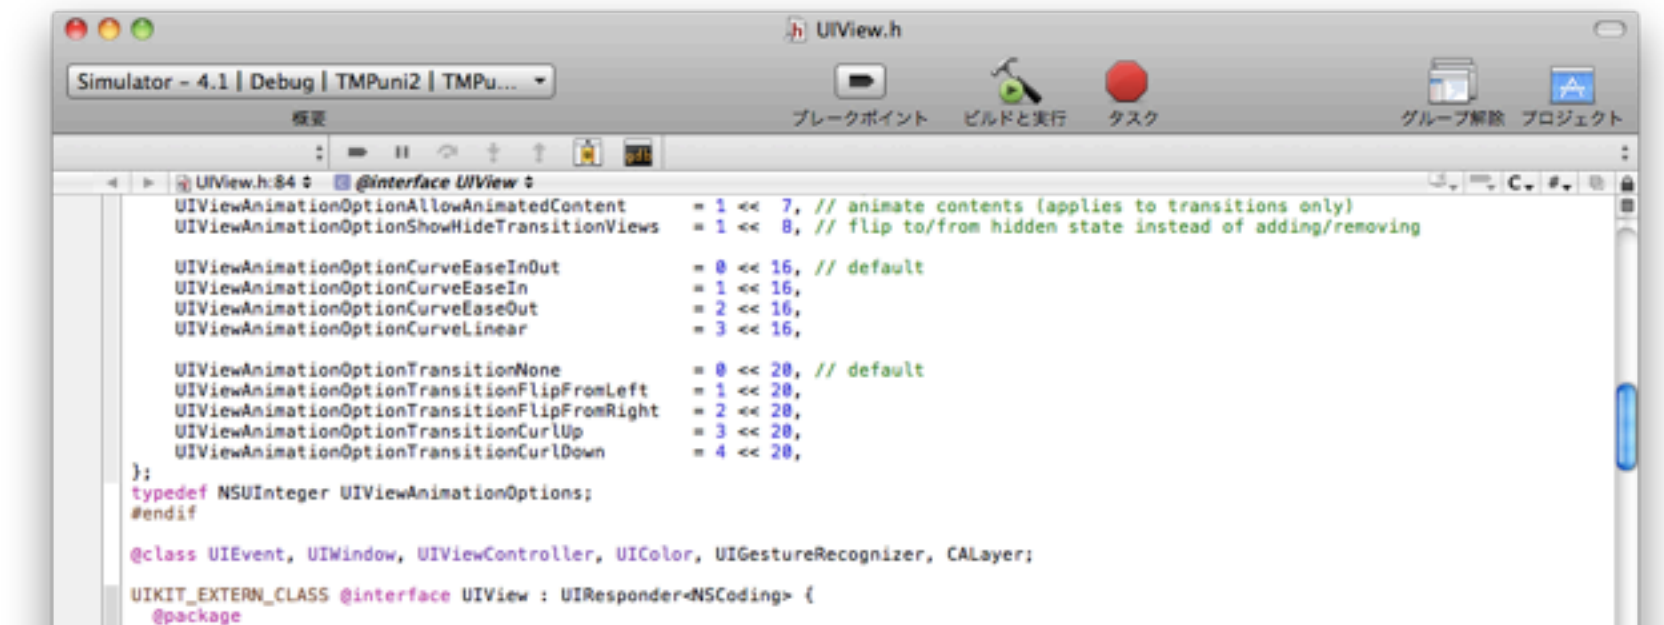 UIView.h
Simulator - 4.1 | Debug | TMPuni2 | TMPu...
概要
ブレークポイント
ビルドと実行
タスク
グループ解除
プロジェクト
gdb
UIView.h:84
@interface UIView
C
#
UIViewAnimationOptionAllowAnimatedContent = 1 << 7, // animate contents (applies to transitions only)
UIViewAnimationOptionShowHideTransitionViews = 1 << 8, // flip to/from hidden state instead of adding/removing
UIViewAnimationOptionCurveEaseInOut = 0 << 16, // default
UIViewAnimationOptionCurveEaseIn = 1 << 16,
UIViewAnimationOptionCurveEaseOut = 2 << 16,
UIViewAnimationOptionCurveLinear = 3 << 16,
UIViewAnimationOptionTransitionNone = 0 << 20, // default
UIViewAnimationOptionTransitionFlipFromLeft = 1 << 20,
UIViewAnimationOptionTransitionFlipFromRight = 2 << 20,
UIViewAnimationOptionTransitionCurlUp = 3 << 20,
UIViewAnimationOptionTransitionCurlDown = 4 << 20,
};
typedef NSUInteger UIViewAnimationOptions;
#endif
@class UIEvent, UIWindow, UIViewController, UIColor, UIGestureRecognizer, CALayer;
UIKIT_EXTERN_CLASS @interface UIView : UIResponder<NSCoding> {
@package